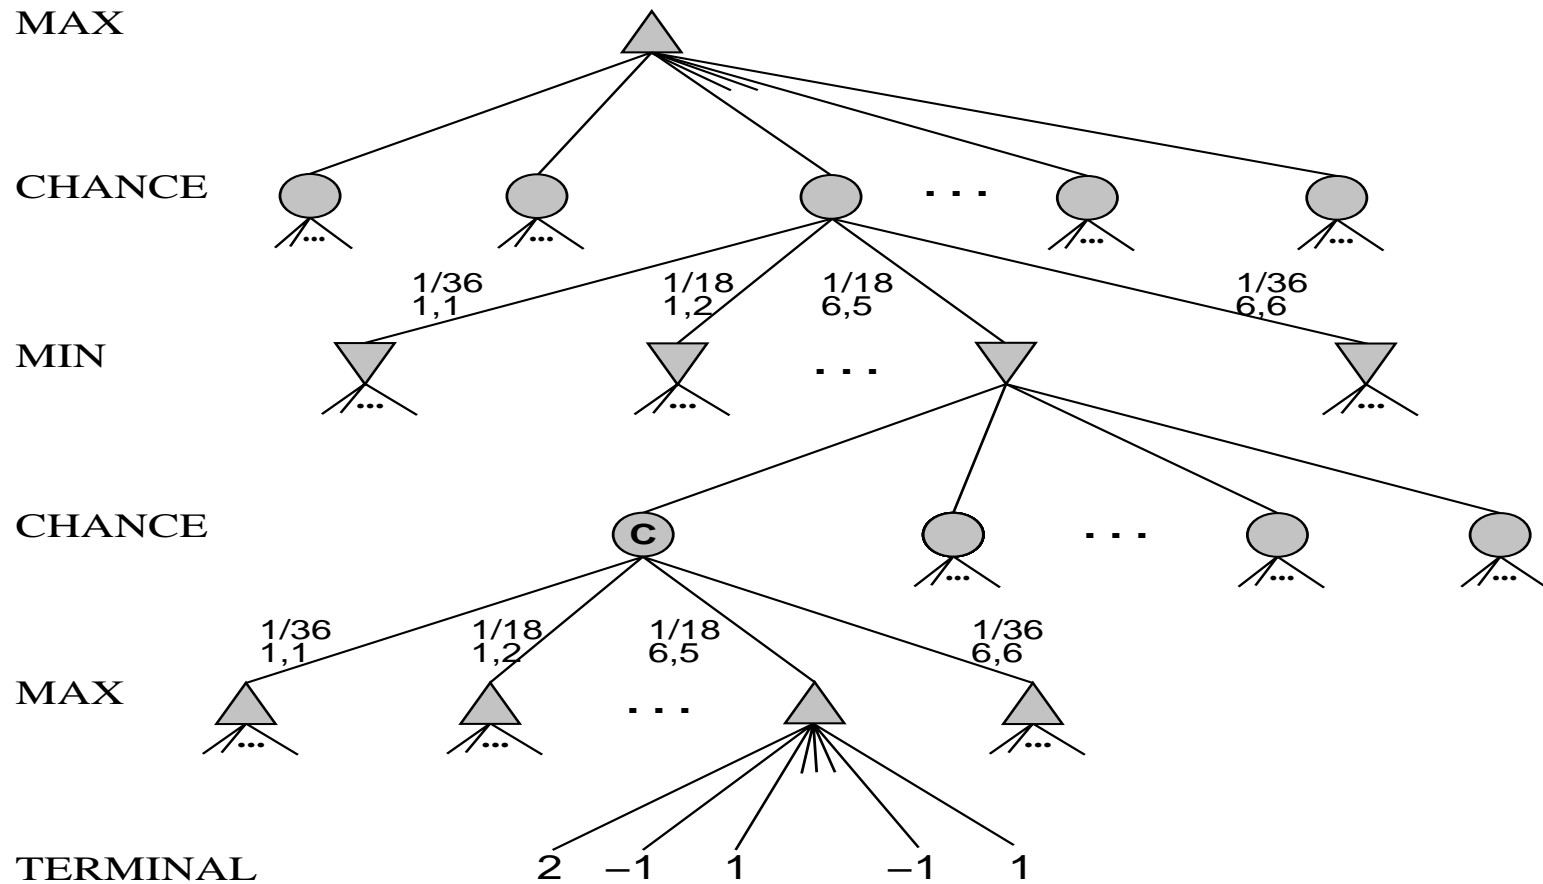 MAX
CHANCE
...
...
. . .
...
...
1/36
1,1
1/18
1,2
1/18
6,5
1/36
6,6
MIN
...
...
. . .
...
CHANCE
C
...
. . .
...
...
1/36
1,1
1/18
1,2
1/18
6,5
1/36
6,6
MAX
...
...
. . .
...
TERMINAL 2 –1 1 –1 1